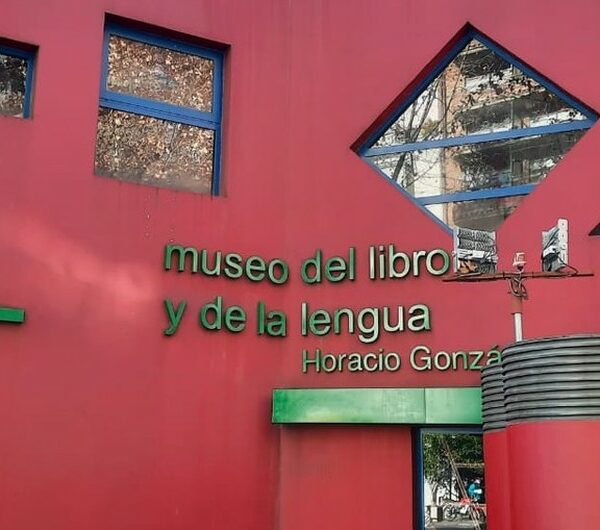 museo del libro
y de la lengua
Horacio Gonzá